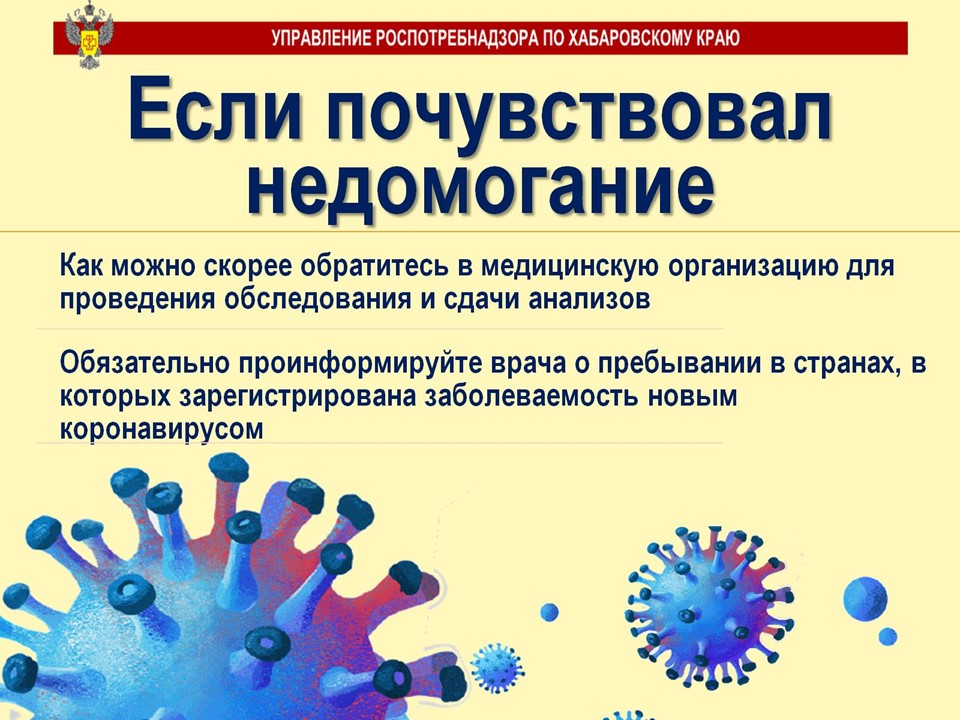 УПРАВЛЕНИЕ РОСПОТРЕБНАДЗОРА ПО ХАБАРОВСКОМУ КРАЮ
Если почувствовал
недомогание
Как можно скорее обратитесь в медицинскую организацию для
проведения обследования и сдачи анализов
Обязательно проинформируйте врача о пребывании в странах, в
которых зарегистрирована заболеваемость новым
коронавирусом